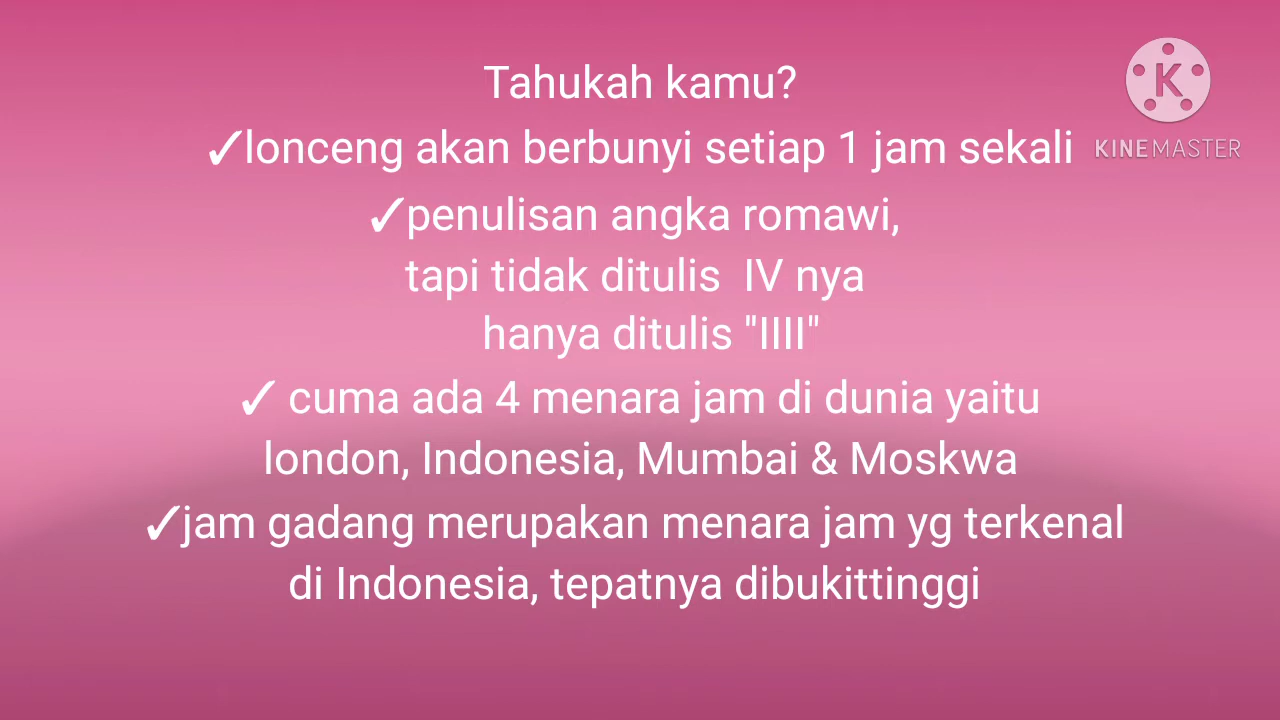 Tahukah kamu?
✓lonceng akan berbunyi setiap 1 jam sekali
✓penulisan angka romawi,
tapi tidak ditulis  IV nya
hanya ditulis "IIII"
✓ cuma ada 4 menara jam di dunia yaitu
london, Indonesia, Mumbai & Moskwa
✓jam gadang merupakan menara jam yg terkenal
di Indonesia, tepatnya dibukittinggi
K
KINEMASTER